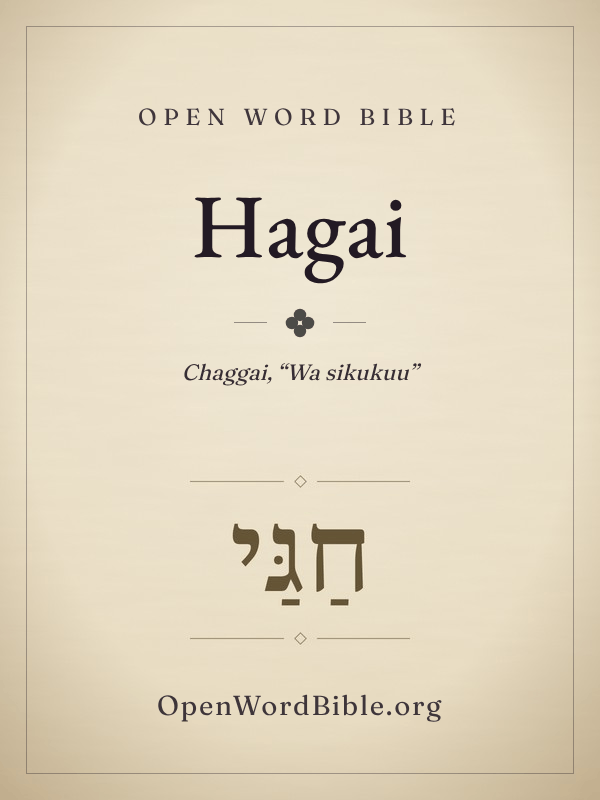 OPEN WORD BIBLE
Hagai
Chaggai, “Wa sikukuu”
חַגַּי
OpenWordBible.org